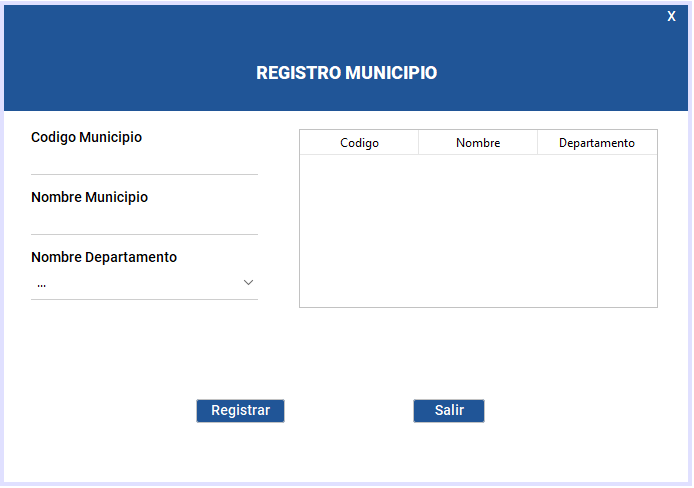 X
REGISTRO MUNICIPIO
Codigo Municipio
Nombre Municipio
Nombre Departamento
...
Codigo Nombre Departamento
Registrar Salir